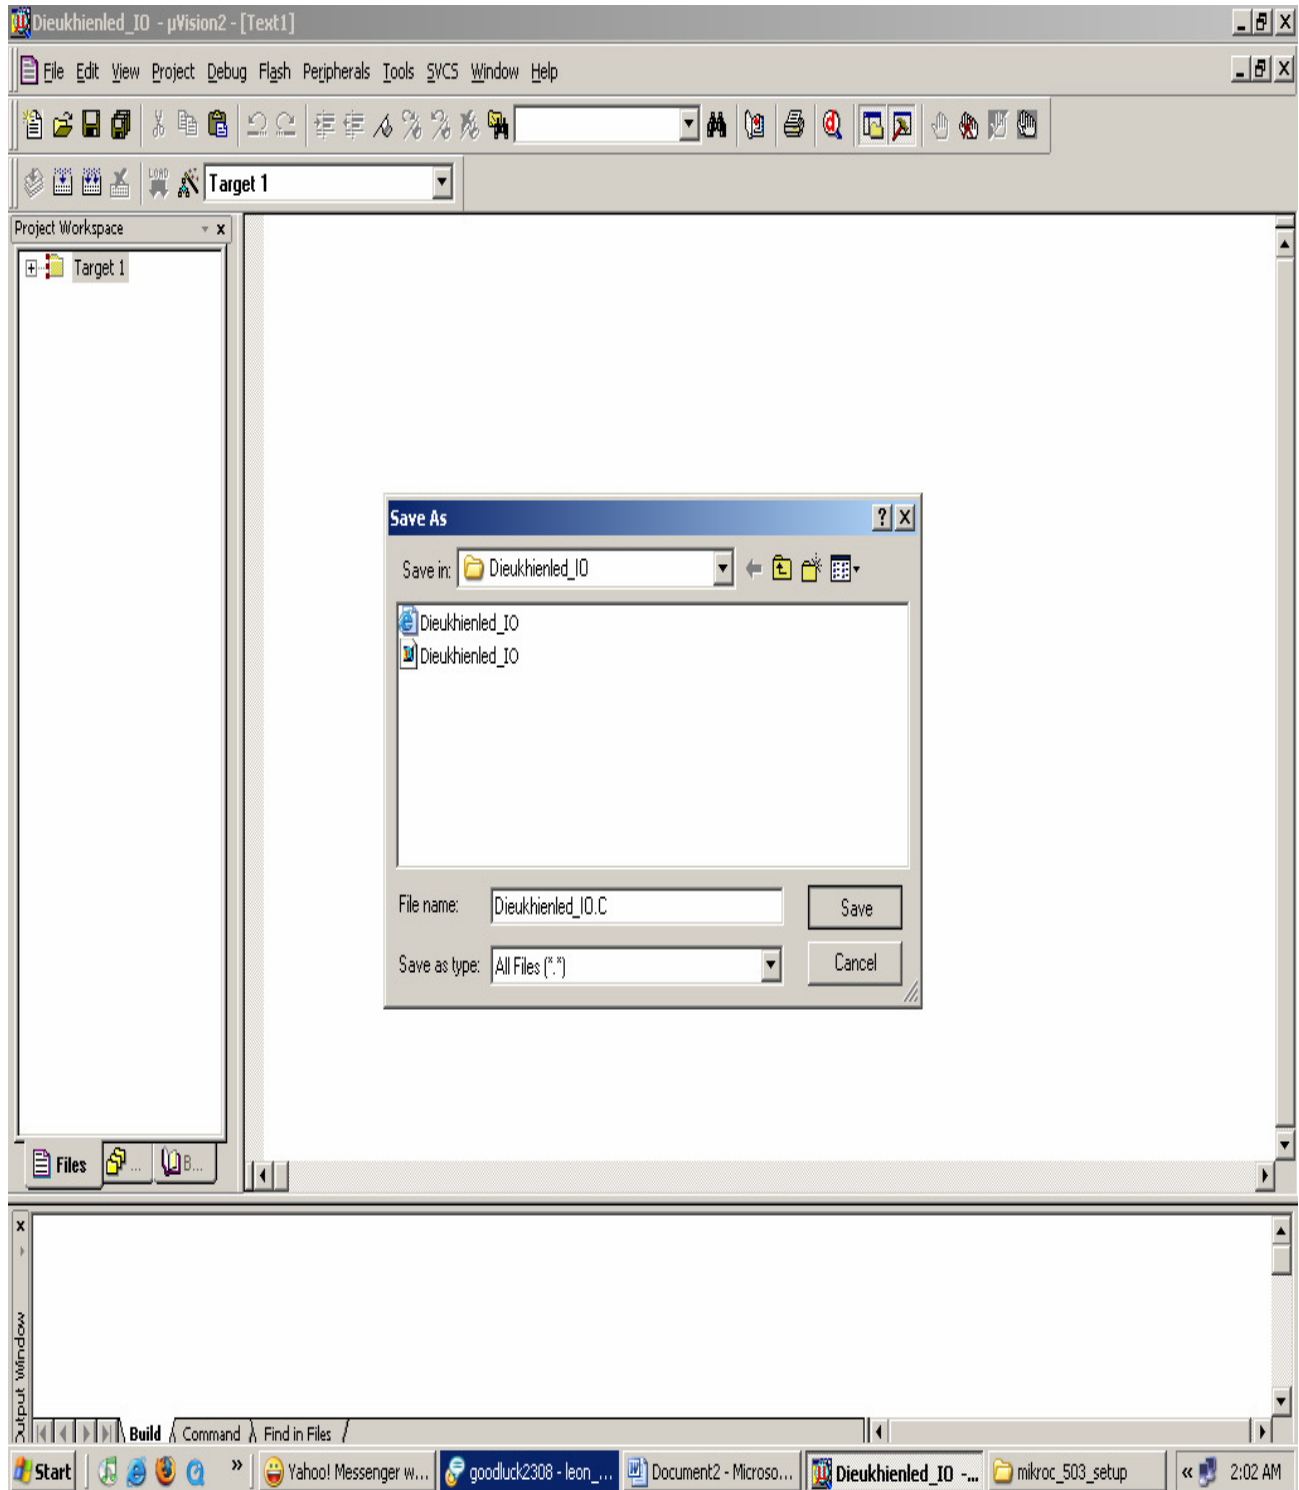 Dieukhienled_IO - µVision2 - [Text1]
File Edit View Project Debug Flash Peripherals Tools SVCS Window Help
LOAD
Target 1
Project Workspace
Target 1
Save As
Save in: Dieukhienled_IO
Dieukhienled_IO
Dieukhienled_IO
File name: Dieukhienled_IO.C
Save
Save as type: All Files (*.*)
Cancel
Files ... B...
Output Window
Build Command Find in Files
Start » Yahoo! Messenger w... goodluck2308 - leon_... Document2 - Microso... Dieukhienled_IO -... mikroc_503_setup « 2:02 AM